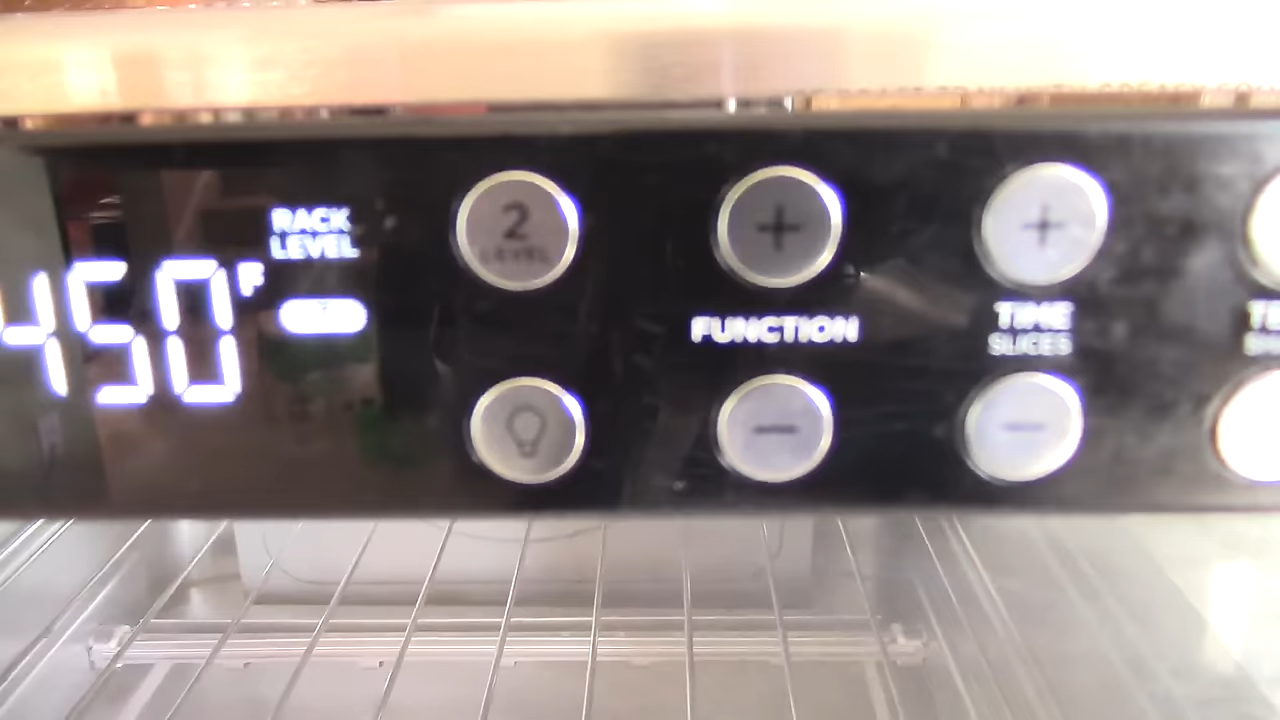 RACK
LEVEL
450°F
2
LEVEL
+
+
FUNCTION
TIME
SLICES
-
-